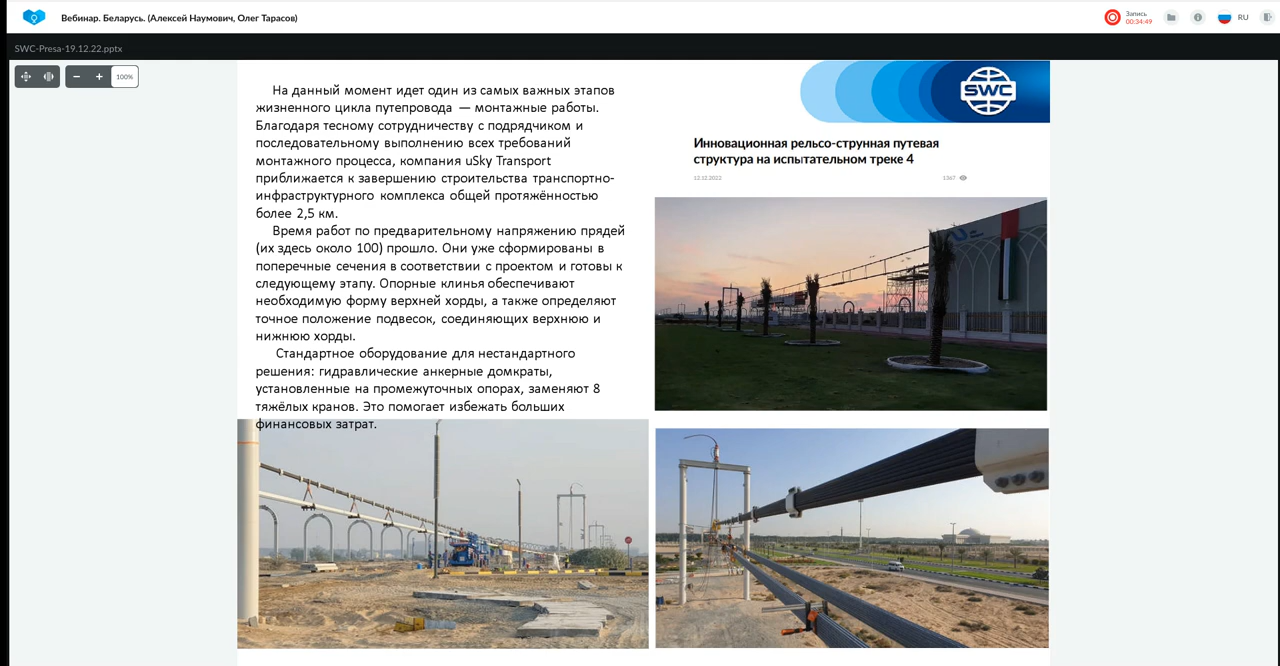 Вебинар. Беларусь. (Алексей Наумович, Олег Тарасов)
Запись
00:34:49
RU
SWC-Presa-19.12.22.pptx
100%
На данный момент идет один из самых важных этапов
жизненного цикла путепровода — монтажные работы.
Благодаря тесному сотрудничеству с подрядчиком и
последовательному выполнению всех требований
монтажного процесса, компания uSky Transport
приближается к завершению строительства транспортно-
инфраструктурного комплекса общей протяжённостью
более 2,5 км.
Время работ по предварительному напряжению прядей
(их здесь около 100) прошло. Они уже сформированы в
поперечные сечения в соответствии с проектом и готовы к
следующему этапу. Опорные клинья обеспечивают
необходимую форму верхней хорды, а также определяют
точное положение подвесок, соединяющих верхнюю и
нижнюю хорды.
Стандартное оборудование для нестандартного
решения: гидравлические анкерные домкраты,
установленные на промежуточных опорах, заменяют 8
тяжёлых кранов. Это помогает избежать больших
финансовых затрат.
SWC
Инновационная рельсо-струнная путевая
структура на испытательном треке 4
12.12.2022
1367